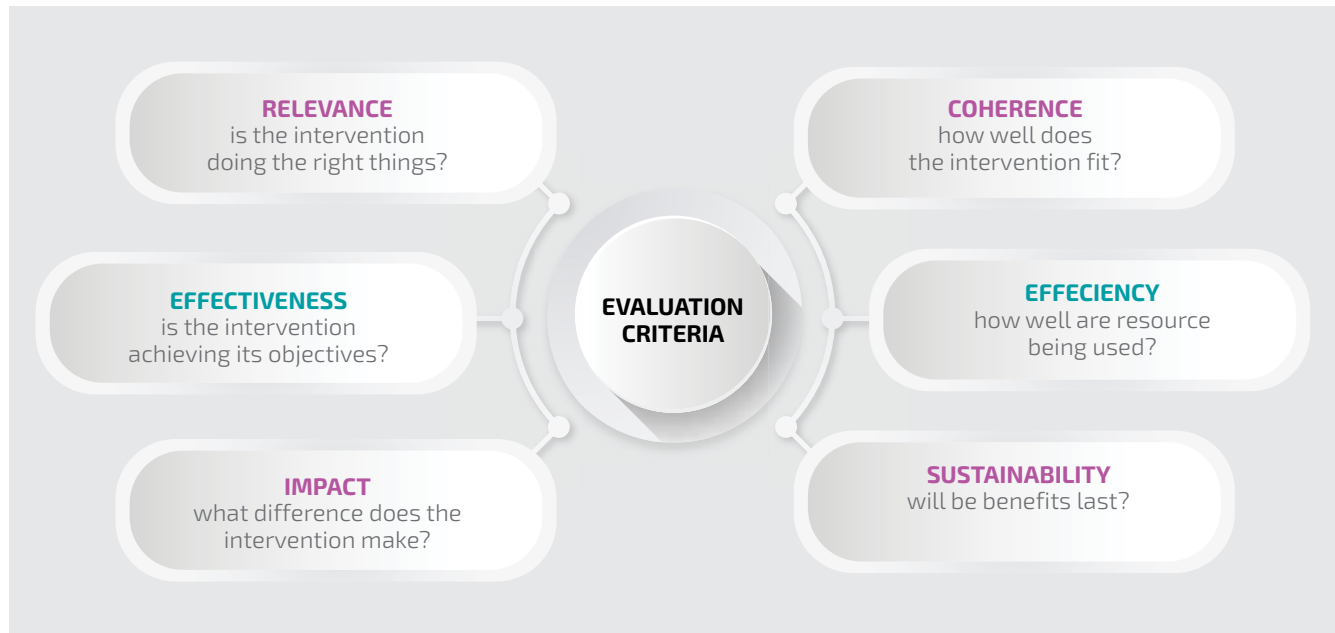 RELEVANCE
is the intervention
doing the right things?
COHERENCE
how well does
the intervention fit?
EFFECTIVENESS
is the intervention
achieving its objectives?
EVALUATION
CRITERIA
EFFECIENCY
how well are resource
being used?
IMPACT
what difference does the
intervention make?
SUSTAINABILITY
will be benefits last?